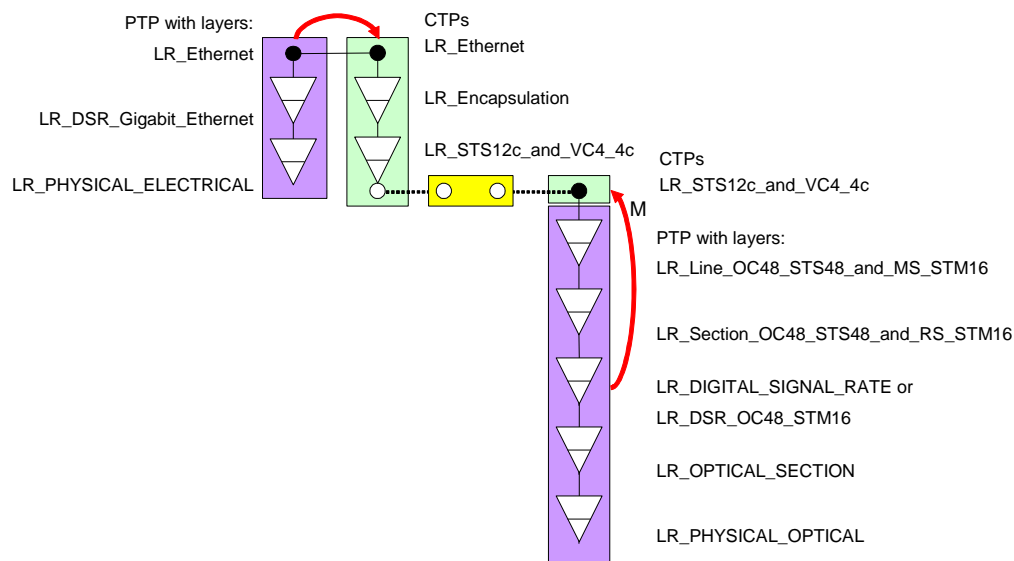 PTP with layers:
LR_Ethernet
LR_DSR_Gigabit_Ethernet
LR_PHYSICAL_ELECTRICAL
CTPs
LR_Ethernet
LR_Encapsulation
LR_STS12c_and_VC4_4c
CTPs
LR_STS12c_and_VC4_4c
M
PTP with layers:
LR_Line_OC48_STS48_and_MS_STM16
LR_Section_OC48_STS48_and_RS_STM16
LR_DIGITAL_SIGNAL_RATE or
LR_DSR_OC48_STM16
LR_OPTICAL_SECTION
LR_PHYSICAL_OPTICAL